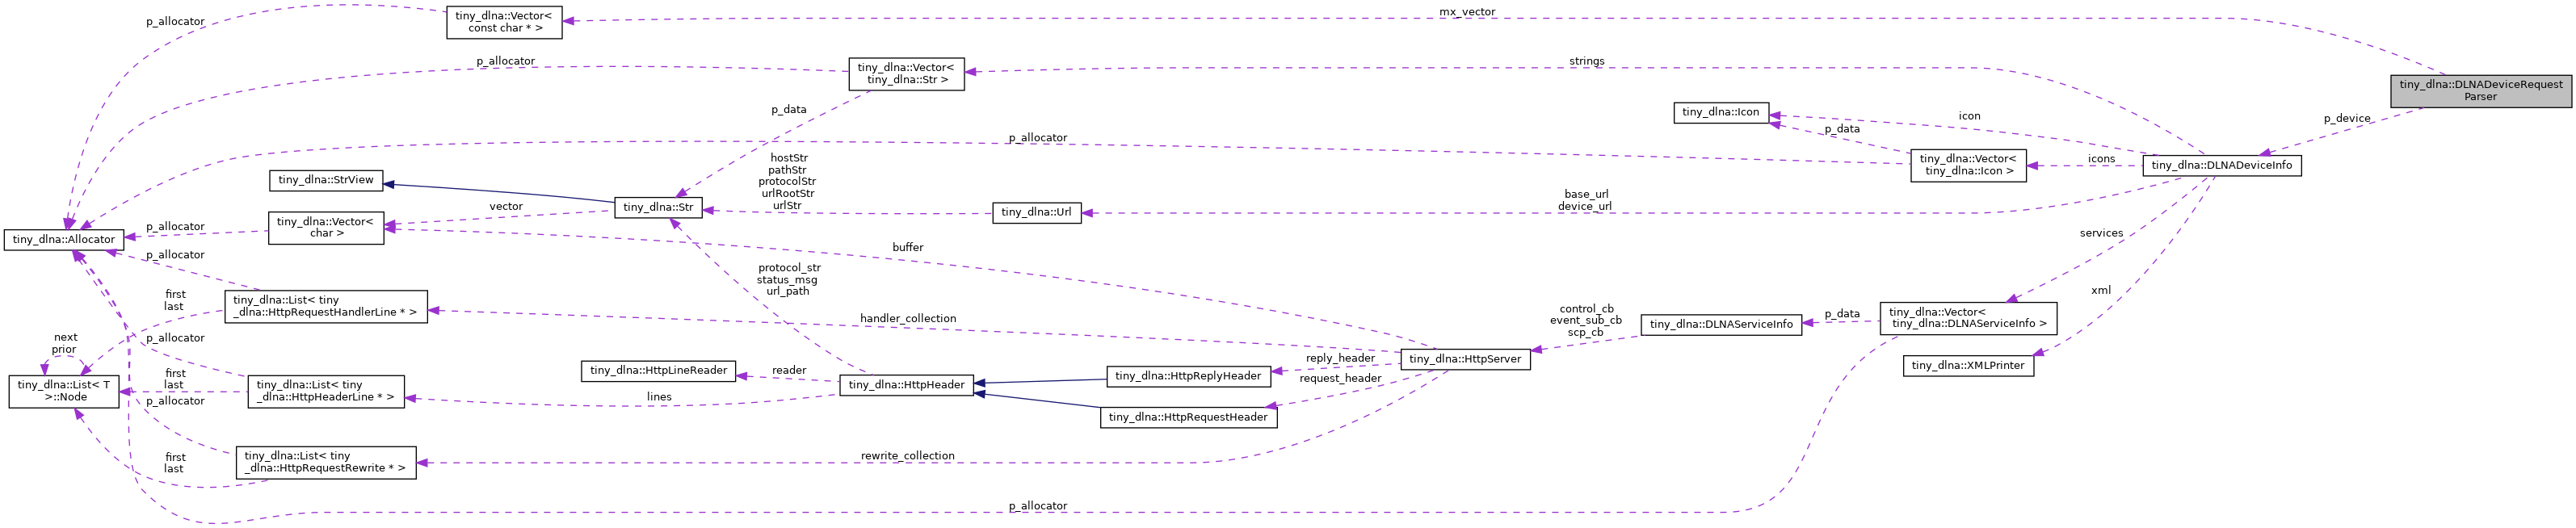 tiny_dlna::Vector<
const char * >
p_allocator
mx_vector
tiny_dlna::Vector<
tiny_dlna::Str >
p_allocator
strings
tiny_dlna::DLNADeviceRequest
Parser
p_data
tiny_dlna::Icon
icon
p_device
p_data
p_allocator
tiny_dlna::Vector<
tiny_dlna::Icon >
icons
tiny_dlna::DLNADeviceInfo
hostStr
pathStr
protocolStr
urlRootStr
urlStr
tiny_dlna::StrView
tiny_dlna::Str
vector
tiny_dlna::Url
base_url
device_url
tiny_dlna::Vector<
char >
p_allocator
tiny_dlna::Allocator
buffer
services
p_allocator
protocol_str
status_msg
url_path
xml
first
last
tiny_dlna::List< tiny
_dlna::HttpRequestHandlerLine * >
handler_collection
control_cb
event_sub_cb
scp_cb
tiny_dlna::DLNAServiceInfo
p_data
tiny_dlna::Vector<
tiny_dlna::DLNAServiceInfo >
next
prior
p_allocator
tiny_dlna::HttpLineReader
reader
tiny_dlna::HttpServer
reply_header
tiny_dlna::XMLPrinter
tiny_dlna::List< T
>::Node
first
last
tiny_dlna::List< tiny
_dlna::HttpHeaderLine * >
lines
tiny_dlna::HttpHeader
tiny_dlna::HttpReplyHeader
request_header
p_allocator
tiny_dlna::HttpRequestHeader
tiny_dlna::List< tiny
_dlna::HttpRequestRewrite * >
first
last
rewrite_collection
p_allocator